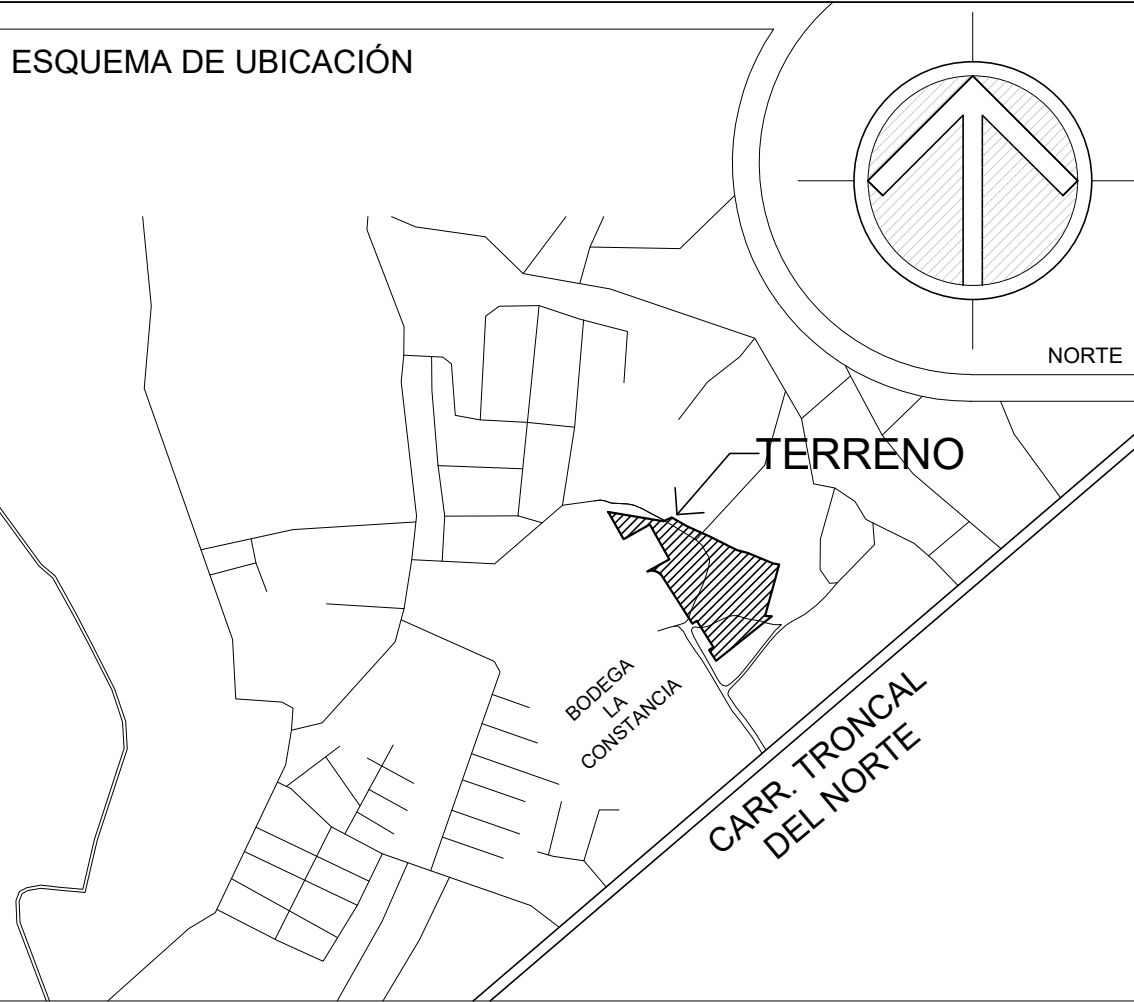 ESQUEMA DE UBICACIÓN
NORTE
TERRENO
BODEGA
LA
CONSTANCIA
CARR. TRONCAL
DEL NORTE